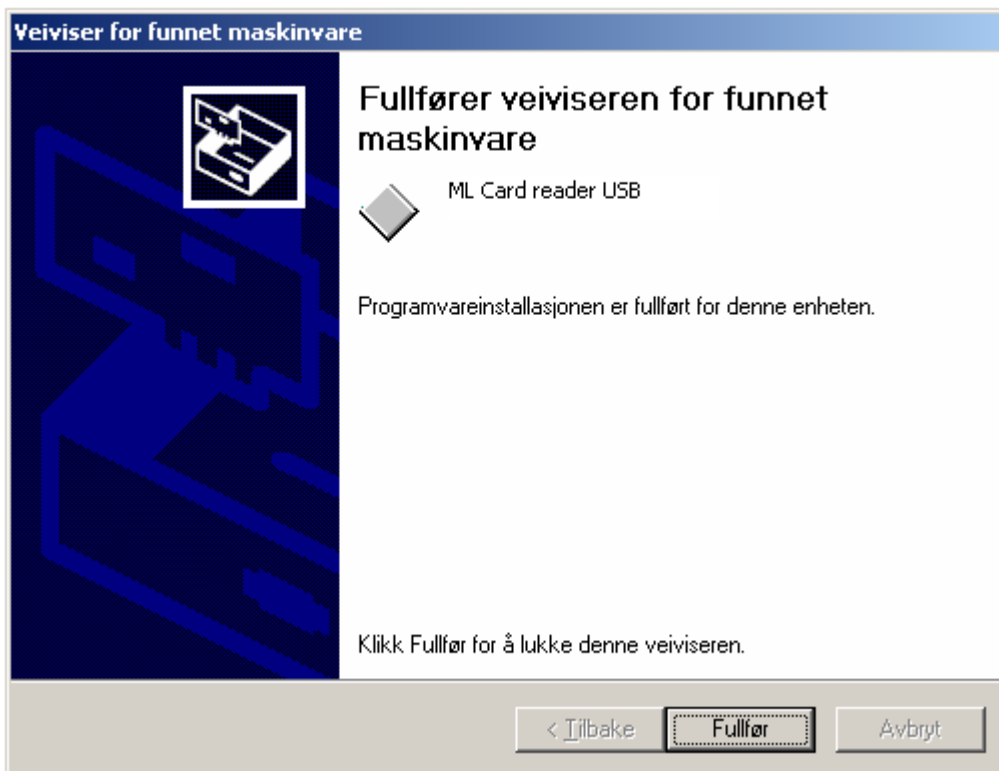 Veiviser for funnet maskinvare
Fullfører veiviseren for funnet
maskinvare
ML Card reader USB
Programvareinstallasjonen er fullført for denne enheten.
Klikk Fullfør for å lukke denne veiviseren.
< Tilbake Fullfør Avbryt